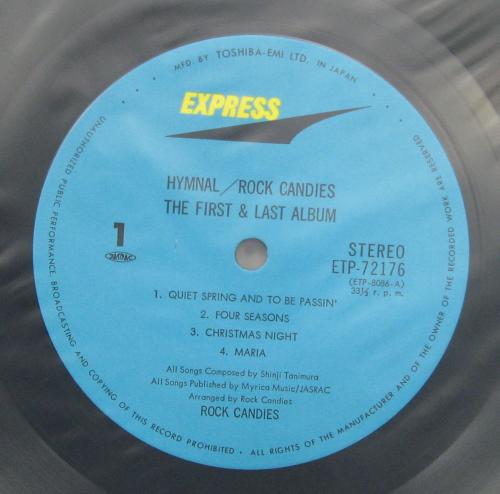 MFD. BY TOSHIBA-EMI LTD. IN JAPAN
EXPRESS
HYMNAL/ROCK CANDIES
THE FIRST & LAST ALBUM
1
JASRAC
STEREO
ETP-72176
(ETP-8086-A)
33⅓ r. p. m.
1. QUIET SPRING AND TO BE PASSIN'
2. FOUR SEASONS
3. CHRISTMAS NIGHT
4. MARIA
All Songs Composed by Shinji Tanimura
All Songs Published by Myrica Music/JASRAC
Arranged by Rock Candies
ROCK CANDIES
UNAUTHORIZED PUBLIC PERFORMANCE, BROADCASTING AND COPYING OF THIS RECORD PROHIBITED • ALL RIGHTS OF THE MANUFACTURER AND OF THE OWNER OF THE RECORDED WORK ARE RESERVED